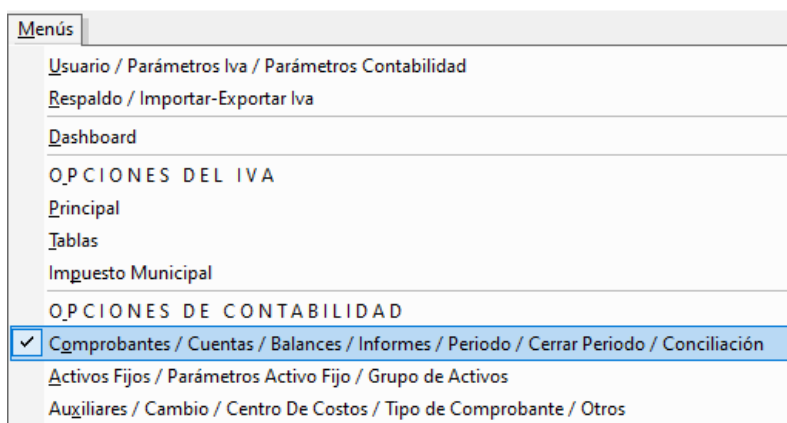 Menús
Usuario / Parámetros Iva / Parámetros Contabilidad
Respaldo / Importar-Exportar Iva
Dashboard
O P C I O N E S  D E L  I V A
Principal
Tablas
Impuesto Municipal
O P C I O N E S  D E  C O N T A B I L I D A D
Comprobantes / Cuentas / Balances / Informes / Periodo / Cerrar Periodo / Conciliación
Activos Fijos / Parámetros Activo Fijo / Grupo de Activos
Auxiliares / Cambio / Centro De Costos / Tipo de Comprobante / Otros